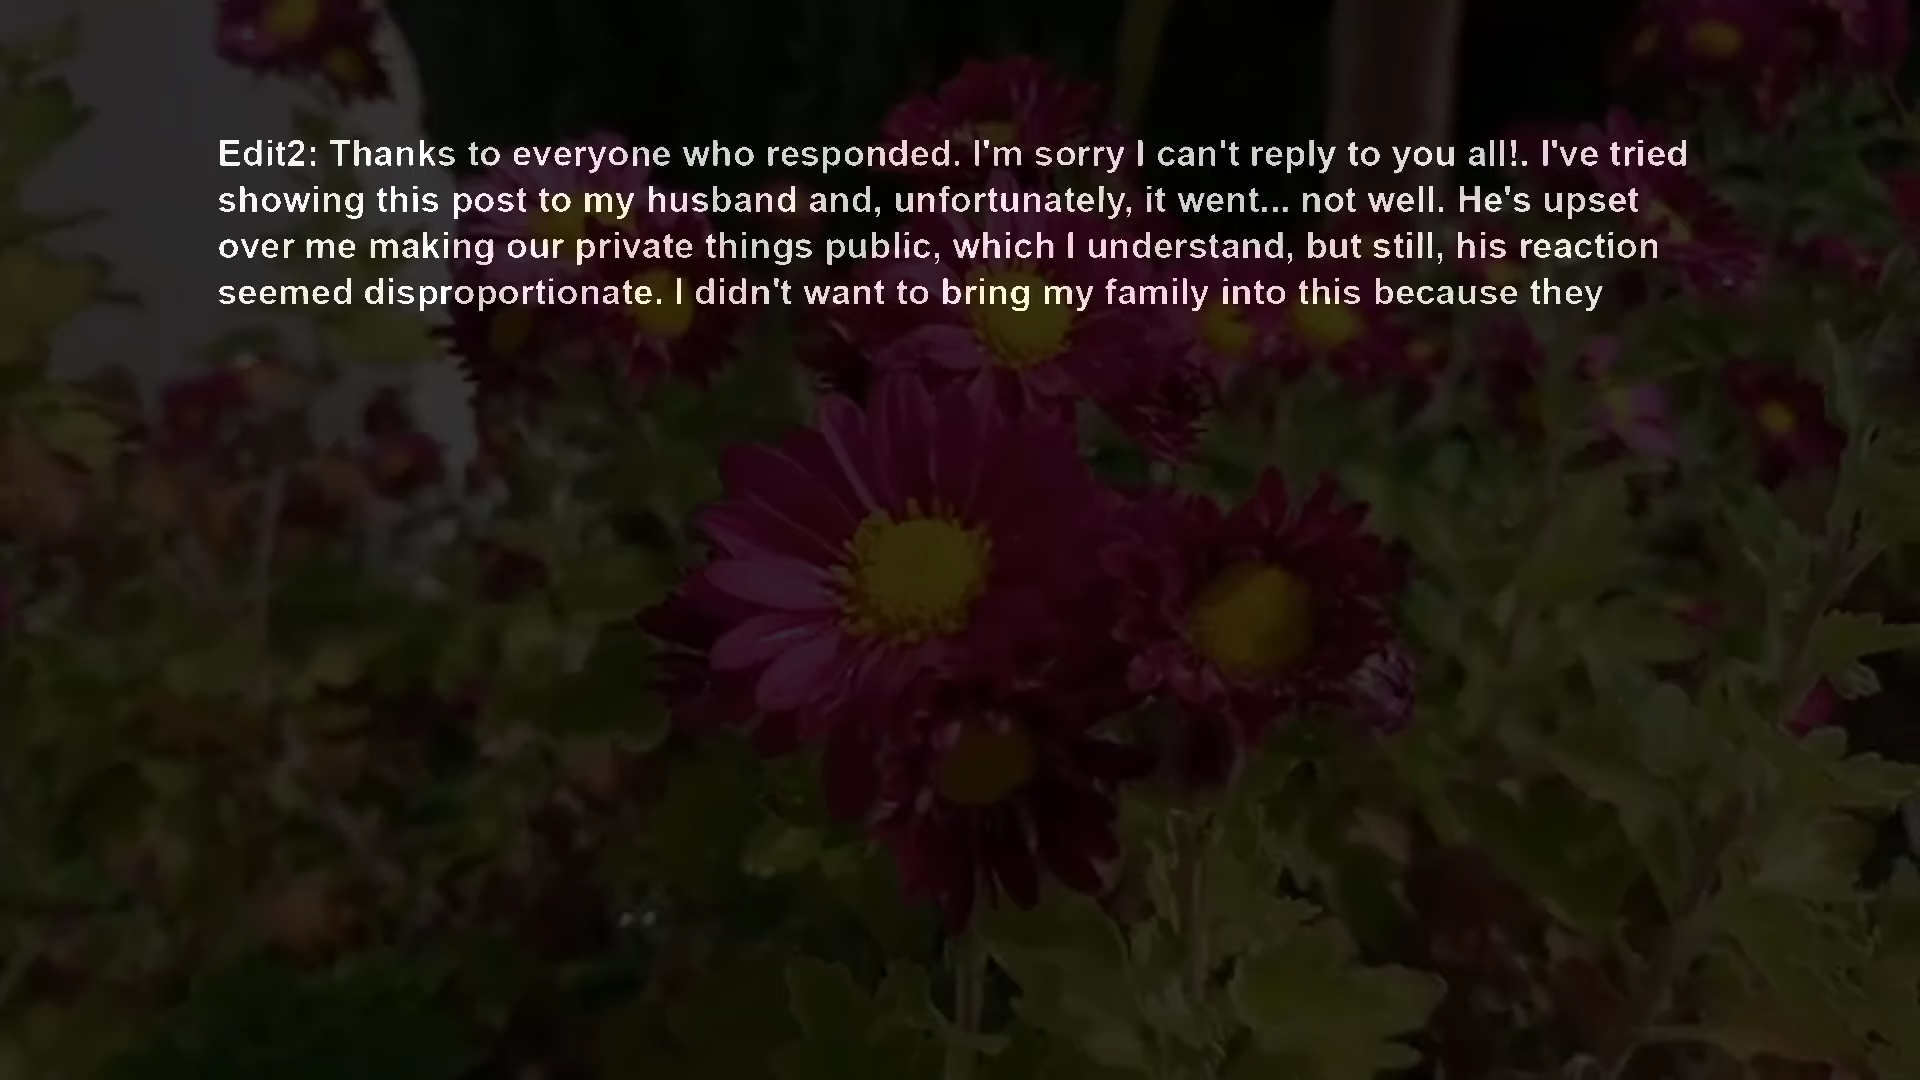 Edit2: Thanks to everyone who responded. I'm sorry I can't reply to you all!. I've tried
showing this post to my husband and, unfortunately, it went... not well. He's upset
over me making our private things public, which I understand, but still, his reaction
seemed disproportionate. I didn't want to bring my family into this because they